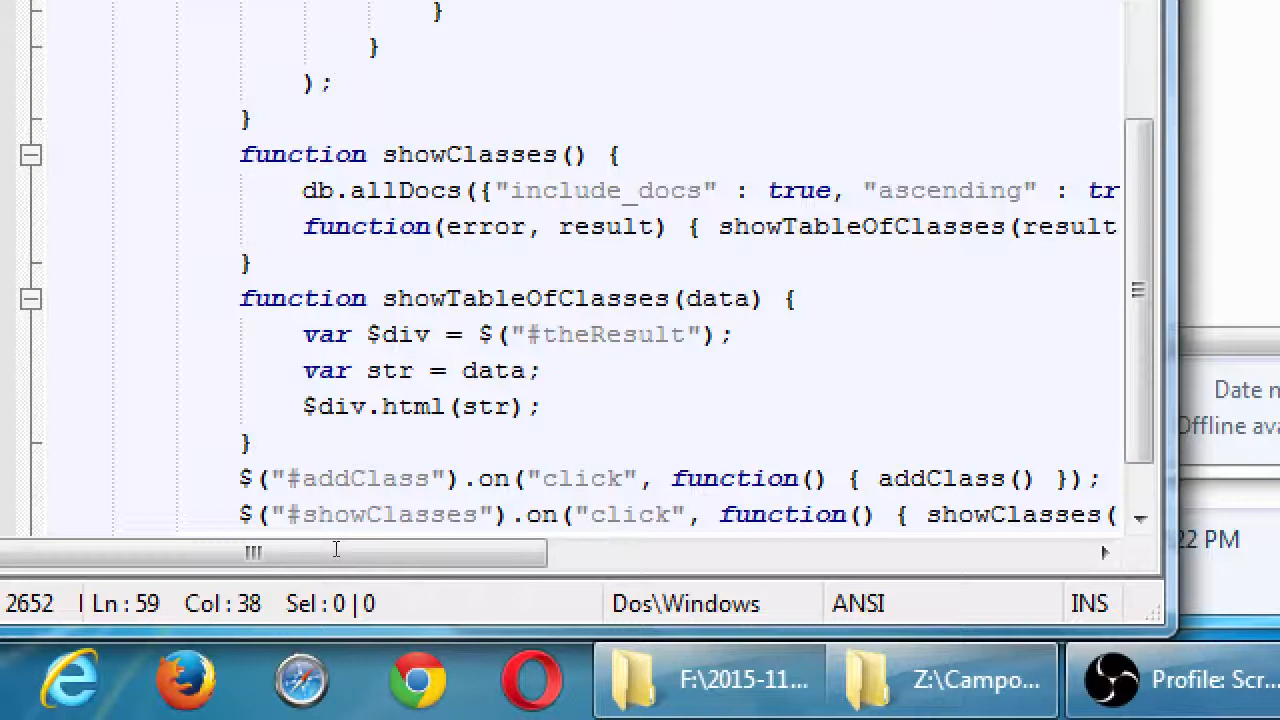 }
}
);
}
function showClasses() {
db.allDocs({"include_docs" : true, "ascending" : tr
function(error, result) { showTableOfClasses(result
}
function showTableOfClasses(data) {
var $div = $("#theResult");
var str = data;
$div.html(str);
}
$("#addClass").on("click", function() { addClass() });
$("#showClasses").on("click", function() { showClasses(
2652 Ln : 59 Col : 38 Sel : 0 | 0 Dos\Windows ANSI INS
Date m
Offline ava
22 PM
F:\2015-11... Z:\Campo... Profile: Scr...